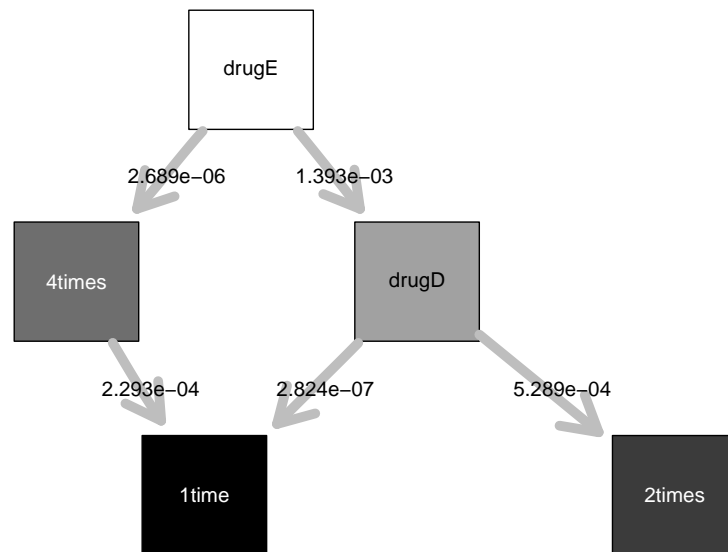 drugE
2.689e−06
1.393e−03
4times
drugD
2.293e−04
2.824e−07
5.289e−04
1time
2times